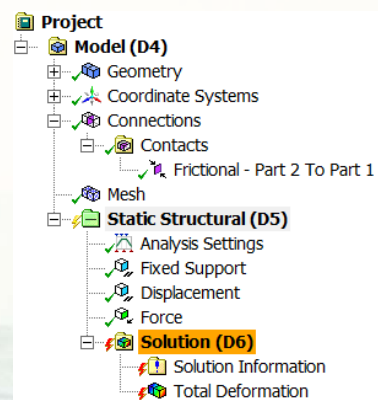 Project
Model (D4)
Geometry
Coordinate Systems
Connections
Contacts
Frictional - Part 2 To Part 1
Mesh
Static Structural (D5)
Analysis Settings
Fixed Support
Displacement
Force
Solution (D6)
Solution Information
Total Deformation